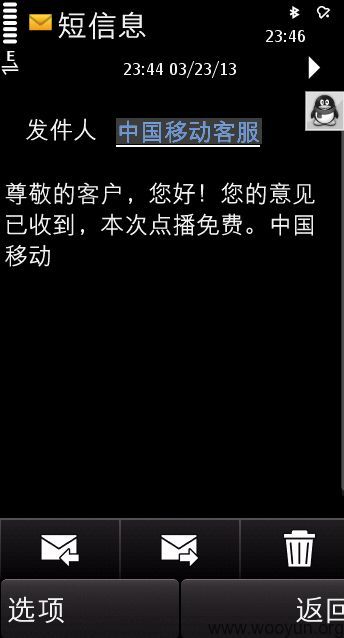 短信息
23:46
E
23:44 03/23/13
发件人 中国移动客服
尊敬的客户，您好！您的意见
已收到，本次点播免费。中国
移动
选项
返回
www.wooyun.org